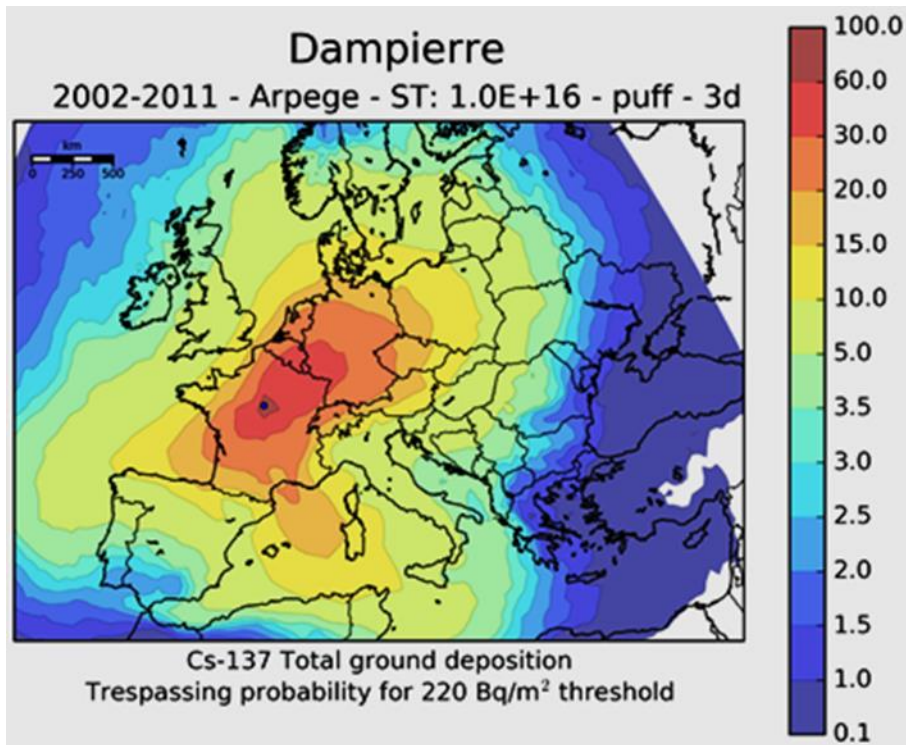 Dampierre
2002-2011 - Arpege - ST: 1.0E+16 - puff - 3d
km
0 250 500
100.0
60.0
30.0
20.0
15.0
10.0
5.0
3.5
3.0
2.5
2.0
1.5
1.0
0.1
Cs-137 Total ground deposition
Trespassing probability for 220 Bq/m² threshold